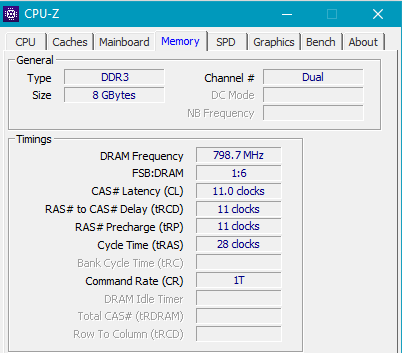 CPU-Z
CPU Caches Mainboard Memory SPD Graphics Bench About
General
Type DDR3 Channel # Dual
Size 8 GBytes DC Mode
NB Frequency
Timings
DRAM Frequency 798.7 MHz
FSB:DRAM 1:6
CAS# Latency (CL) 11.0 clocks
RAS# to CAS# Delay (tRCD) 11 clocks
RAS# Precharge (tRP) 11 clocks
Cycle Time (tRAS) 28 clocks
Bank Cycle Time (tRC)
Command Rate (CR) 1T
DRAM Idle Timer
Total CAS# (tRDRAM)
Row To Column (tRCD)